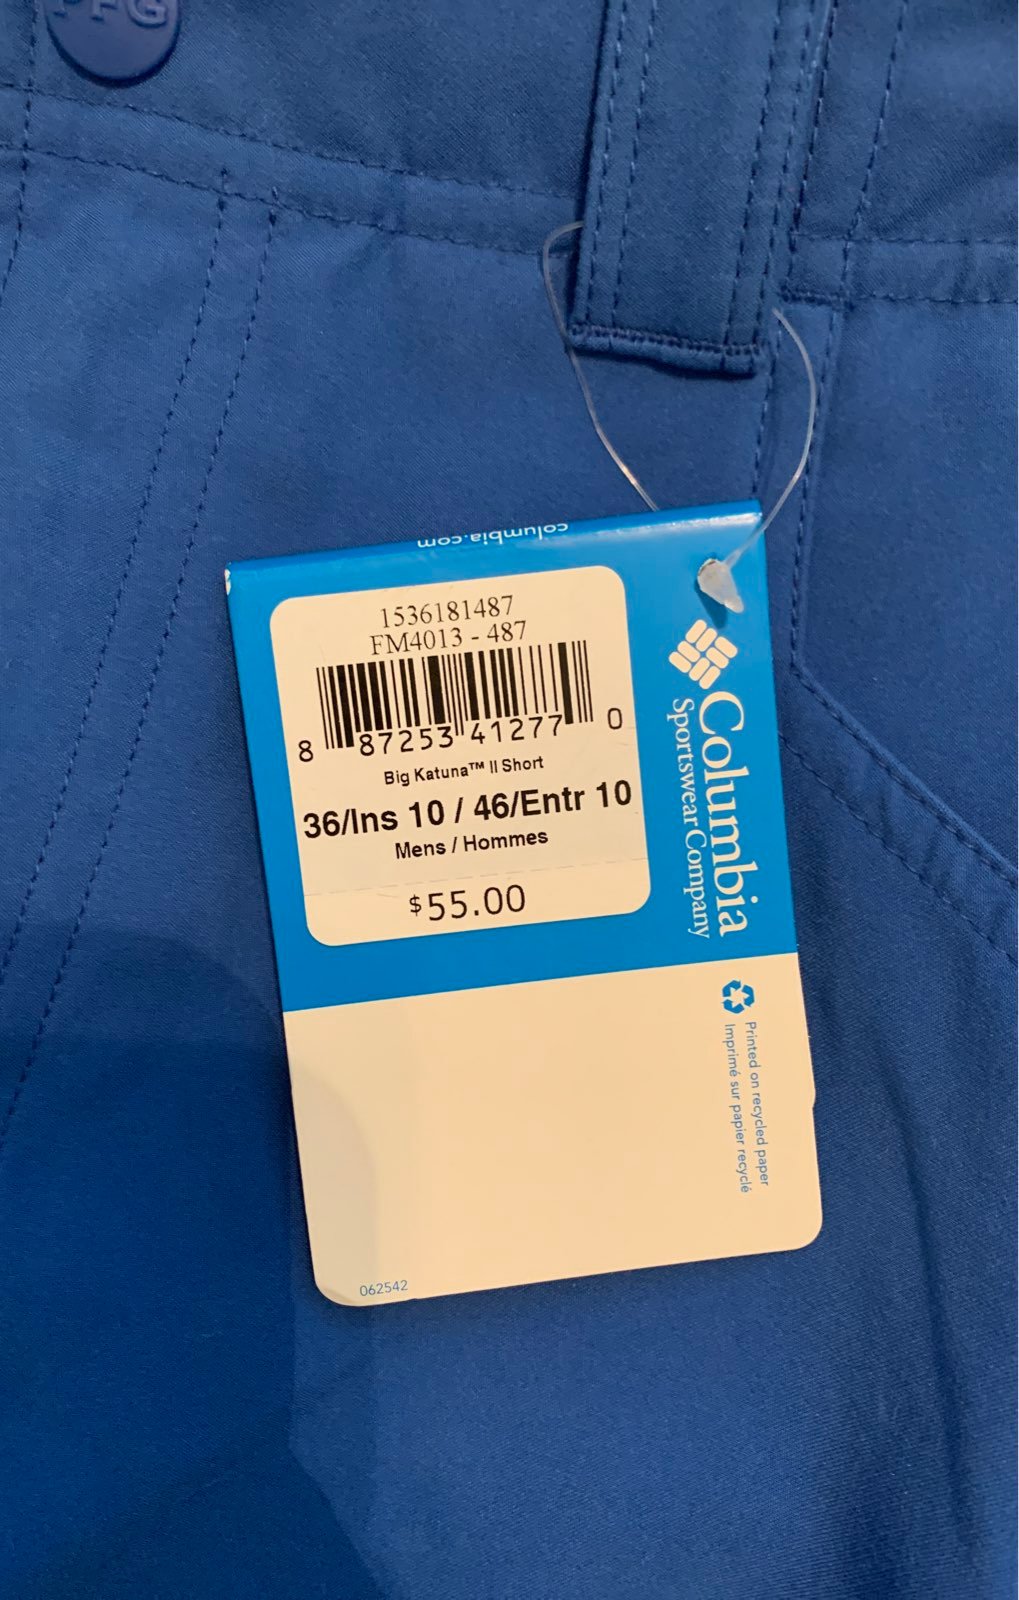 PFG
columbia.com
1536181487
FM4013 - 487
8 87253 41277 0
Big Katuna™ II Short
36/Ins 10 / 46/Entr 10
Mens / Hommes
$55.00
Columbia
Sportswear Company
Printed on recycled paper
Imprimé sur papier recyclé
062542